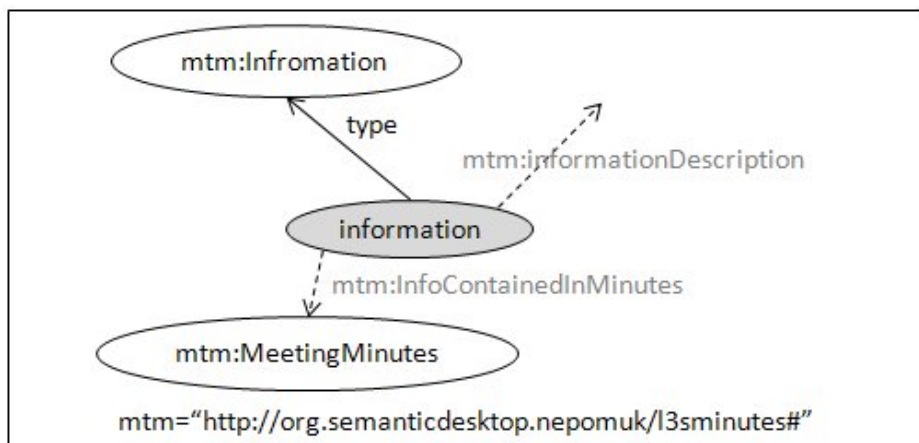 mtm:Infromation
type
mtm:informationDescription
information
mtm:InfoContainedInMinutes
mtm:MeetingMinutes
mtm=“http://org.semanticdesktop.nepomuk/l3sminutes#”